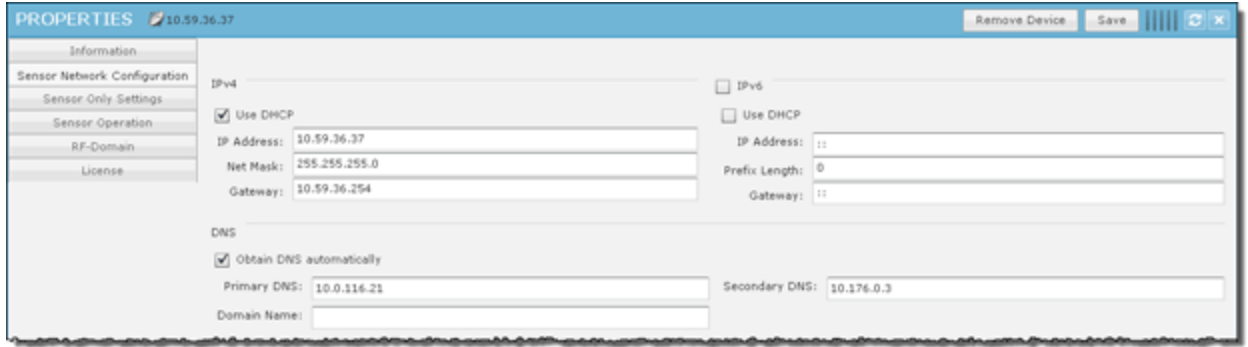 PROPERTIES 10.59.36.37 Remove Device Save
Information
Sensor Network Configuration
Sensor Only Settings
Sensor Operation
RF-Domain
License
IPv4
Use DHCP
IP Address: 10.59.36.37
Net Mask: 255.255.255.0
Gateway: 10.59.36.254
IPv6
Use DHCP
IP Address: ::
Prefix Length: 0
Gateway: ::
DNS
Obtain DNS automatically
Primary DNS: 10.0.116.21
Secondary DNS: 10.176.0.3
Domain Name: